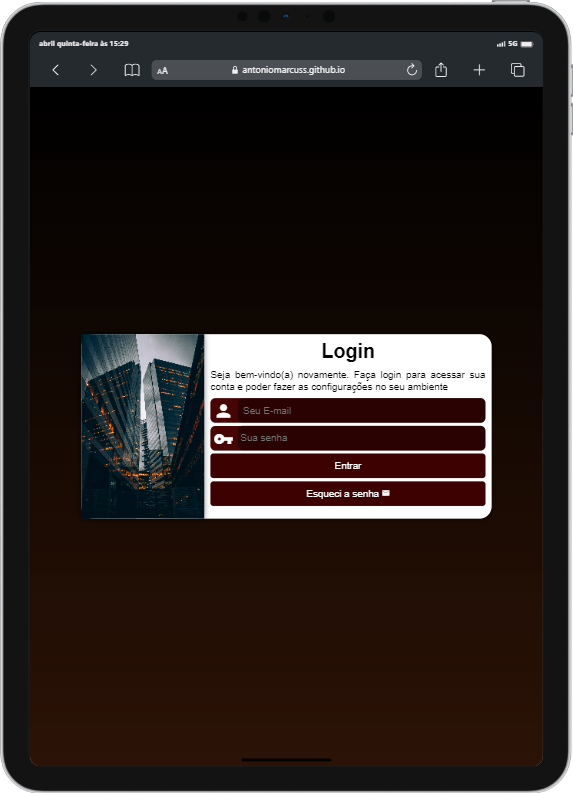 abril quinta-feira às 15:29
5G
AA
antoniomarcuss.github.io
Login
Seja bem-vindo(a) novamente. Faça login para acessar sua
conta e poder fazer as configurações no seu ambiente
Seu E-mail
Sua senha
Entrar
Esqueci a senha